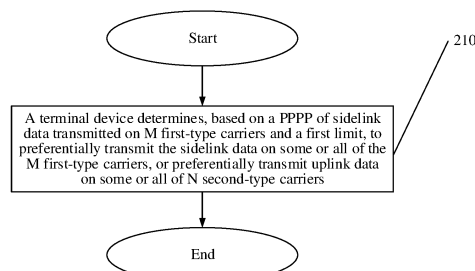 Start
210
A terminal device determines, based on a PPPP of sidelink
data transmitted on M first-type carriers and a first limit, to
preferentially transmit the sidelink data on some or all of the
M first-type carriers, or preferentially transmit uplink data
on some or all of N second-type carriers
End